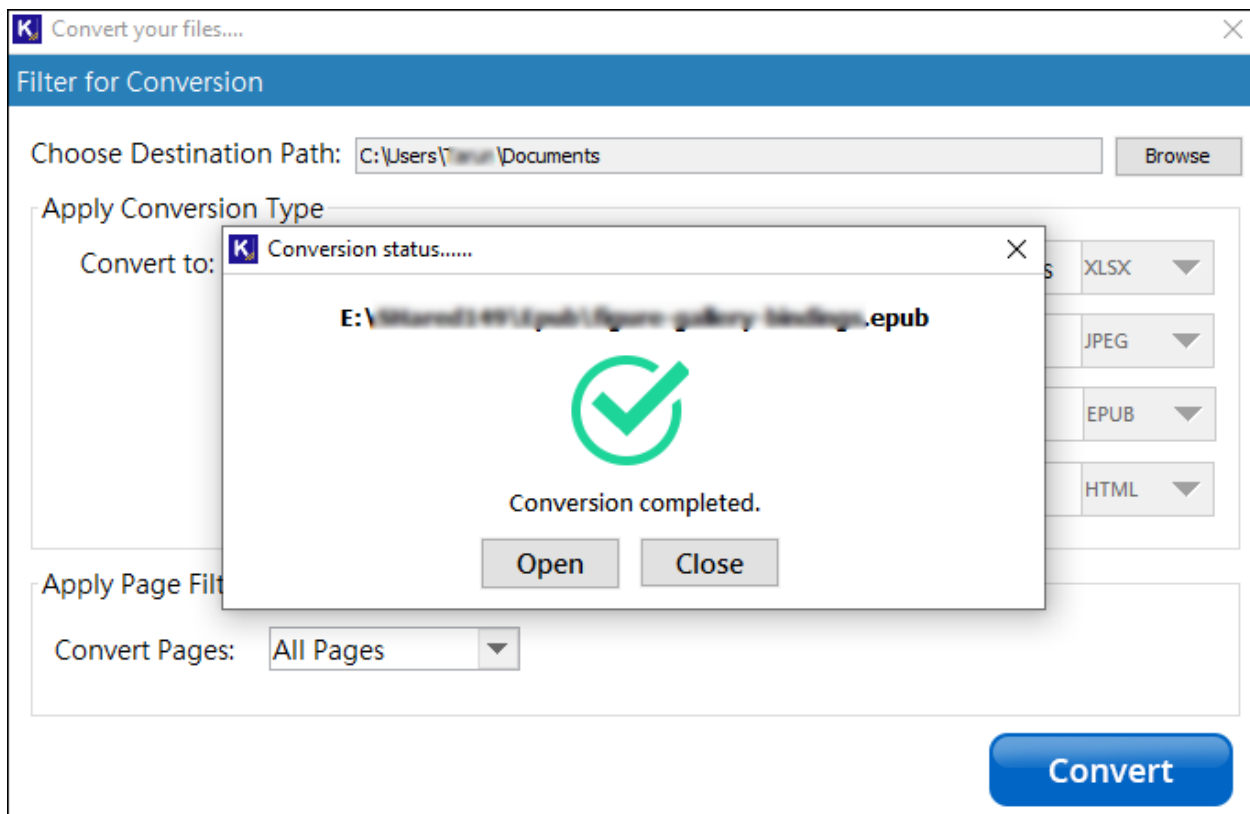 Convert your files....
Filter for Conversion
Choose Destination Path: C:\Users\ \Documents Browse
Apply Conversion Type
Conversion status......
Convert to: s XLSX
E:\ .epub
JPEG
EPUB
Conversion completed.
HTML
Open Close
Apply Page Filt
Convert Pages: All Pages
Convert